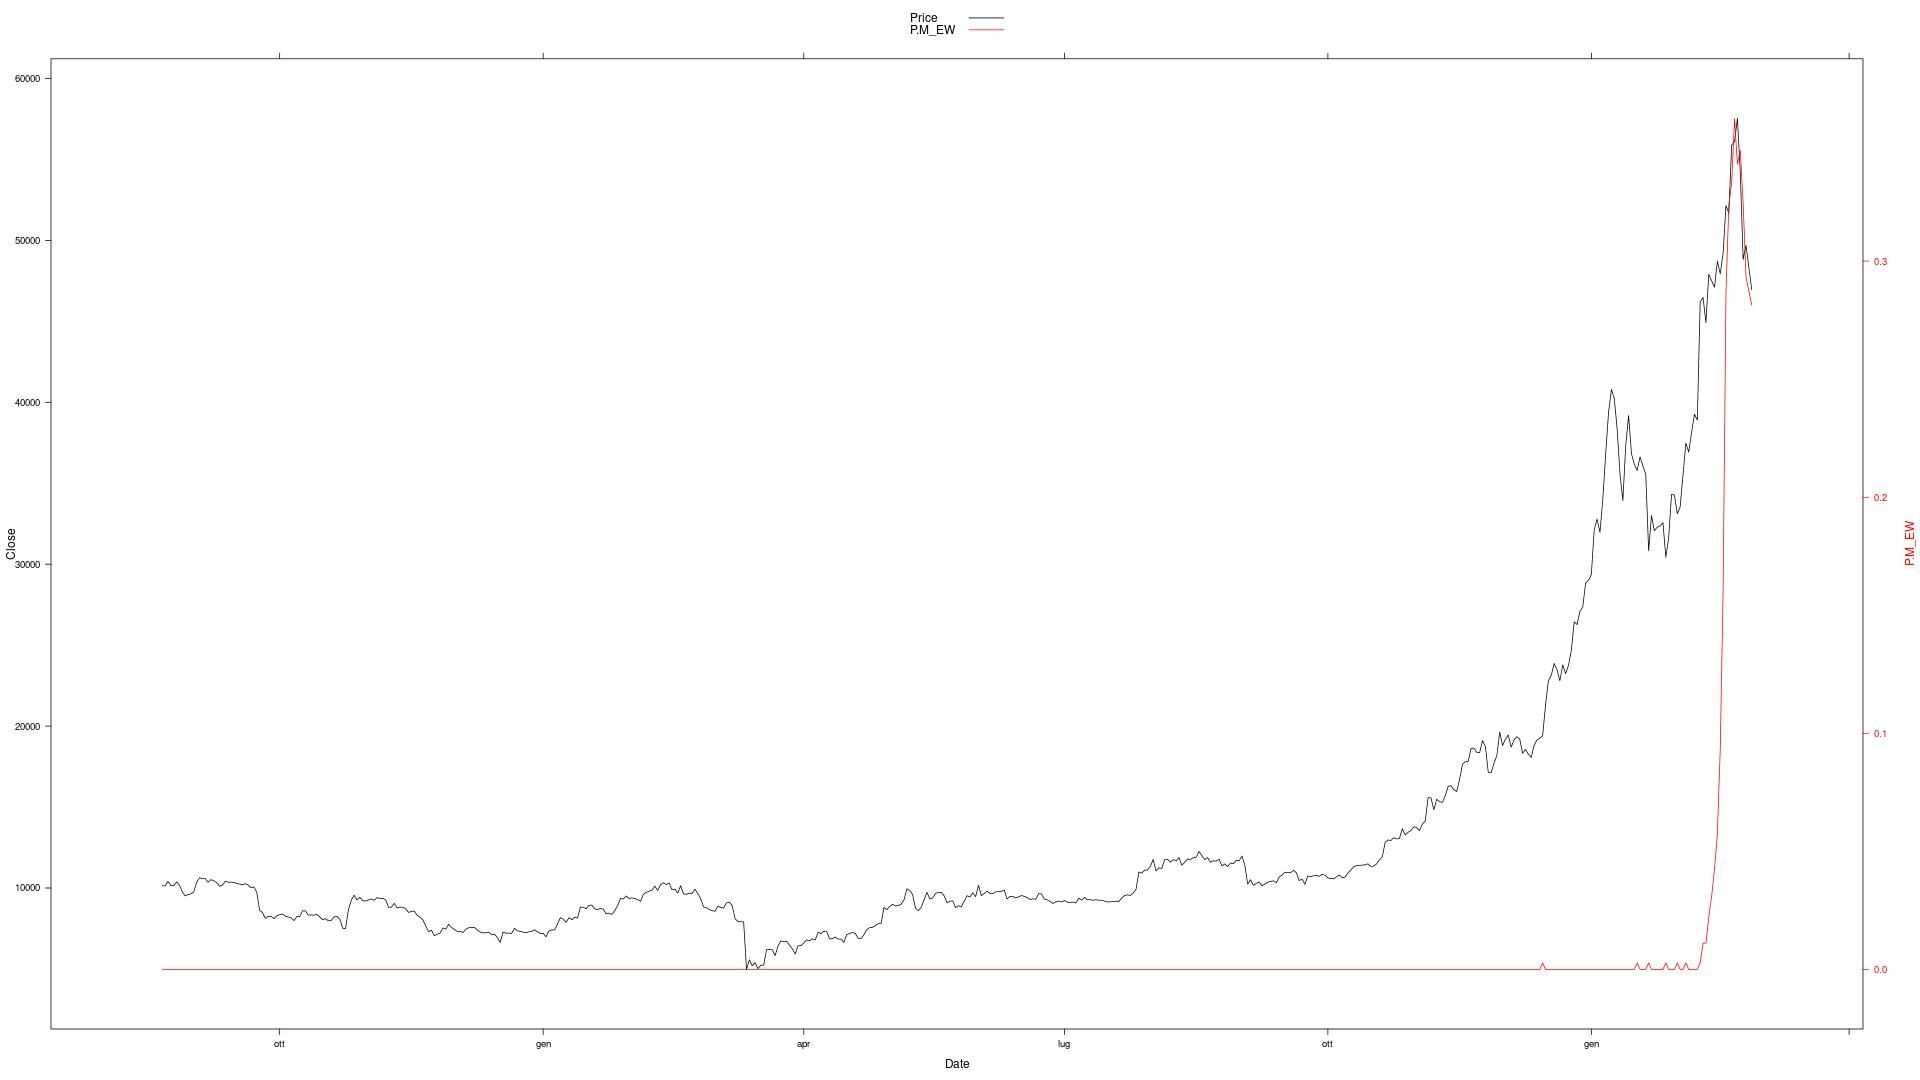 Price
P.M_EW
60000
50000
40000
30000
20000
10000
Close
0.3
0.2
0.1
0.0
P.M_EW
ott
gen
apr
lug
ott
gen
Date